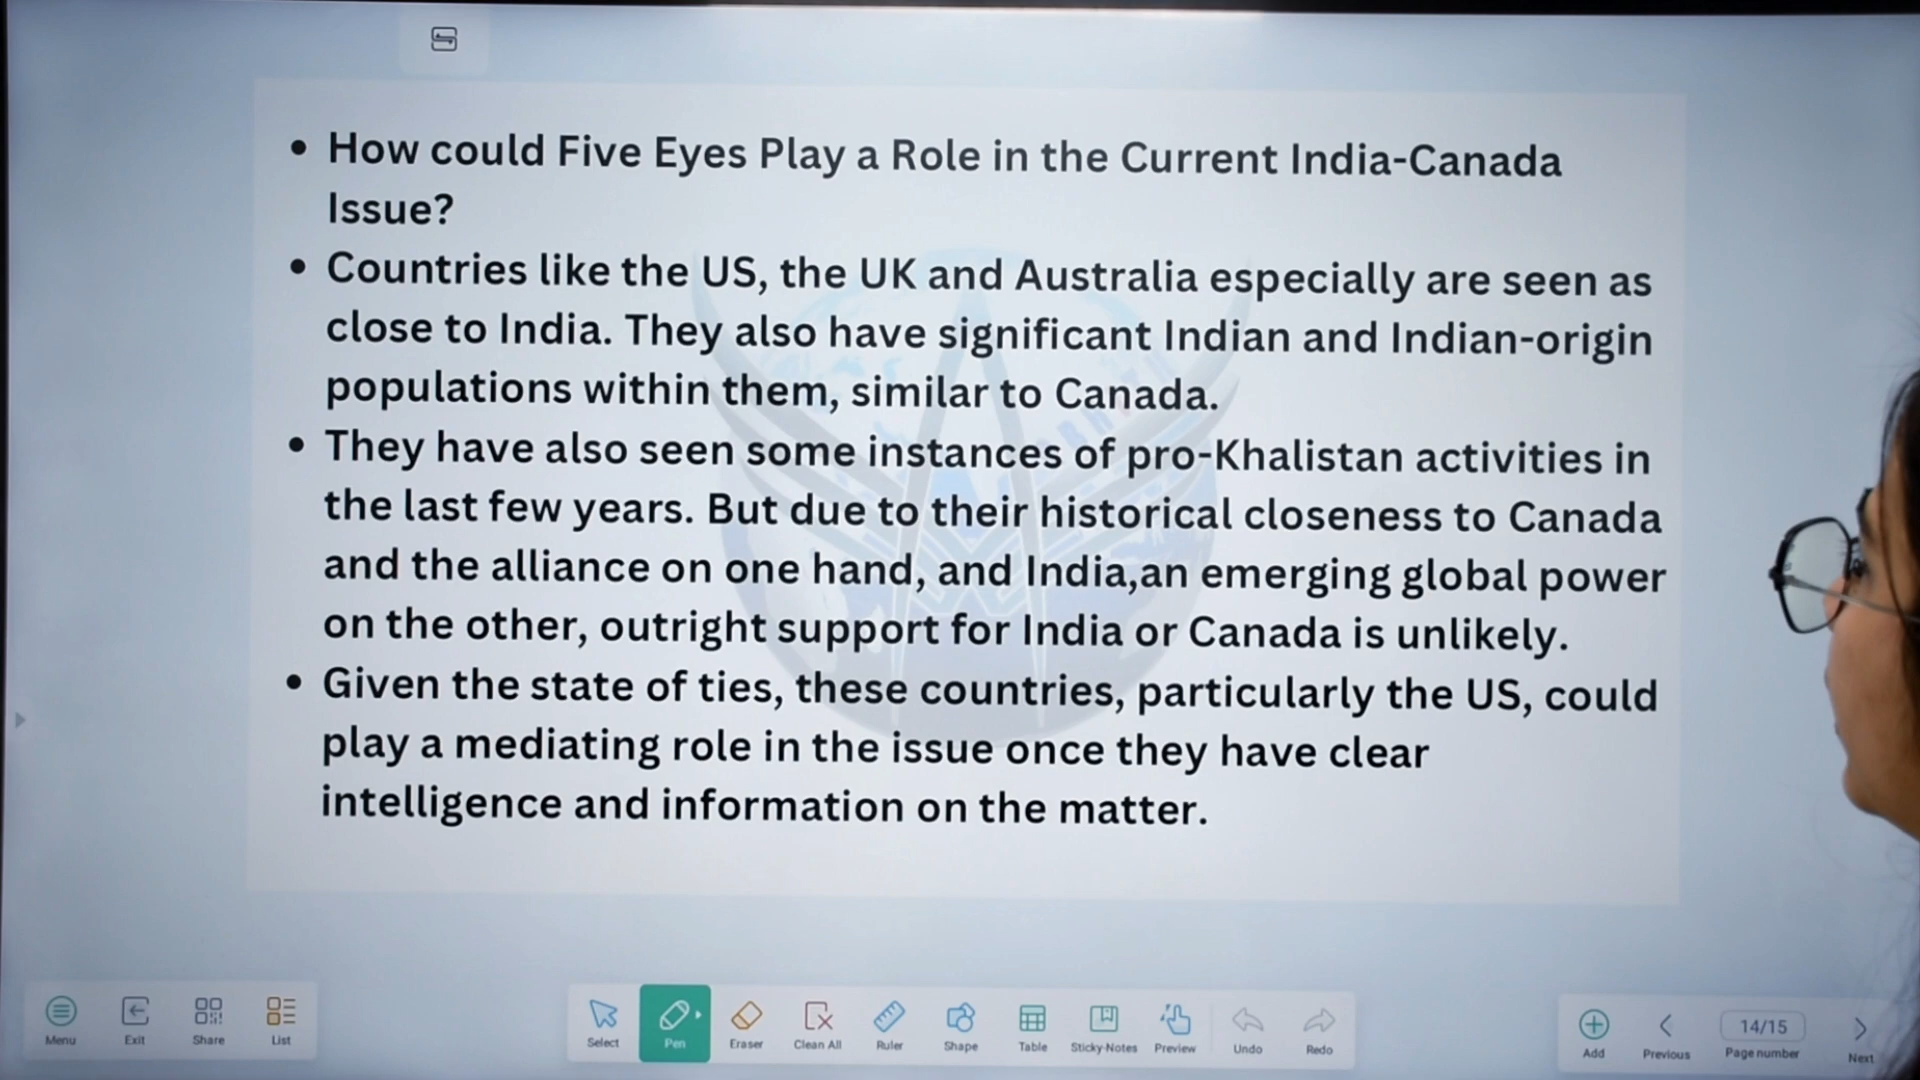 • How could Five Eyes Play a Role in the Current India-Canada
Issue?
• Countries like the US, the UK and Australia especially are seen as
close to India. They also have significant Indian and Indian-origin
populations within them, similar to Canada.
• They have also seen some instances of pro-Khalistan activities in
the last few years. But due to their historical closeness to Canada
and the alliance on one hand, and India,an emerging global power
on the other, outright support for India or Canada is unlikely.
• Given the state of ties, these countries, particularly the US, could
play a mediating role in the issue once they have clear
intelligence and information on the matter.
Menu Exit Share List
Select Pen Eraser Clean All Ruler Shape Table Sticky-Notes Preview Undo Redo
14/15
Add Previous Page number Next